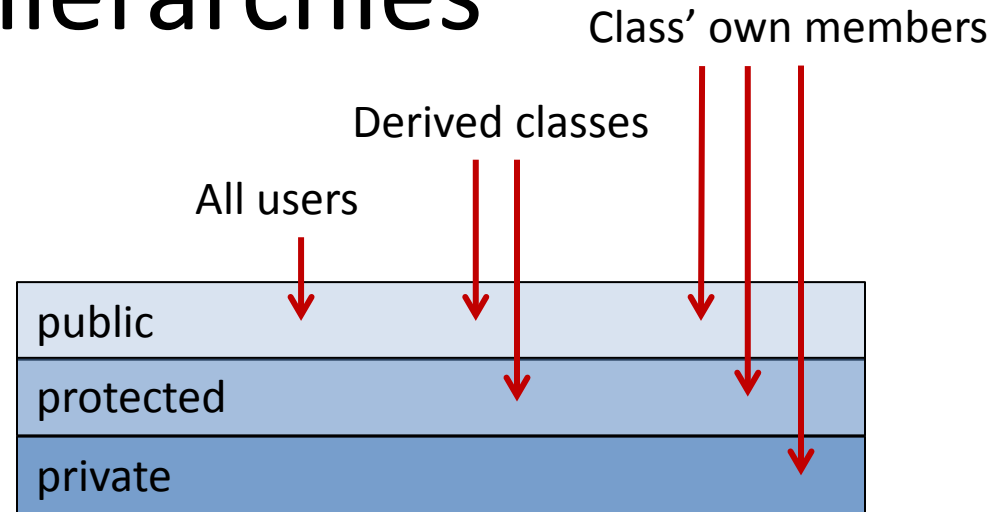 Class’ own members
Derived classes
All users
public
protected
private